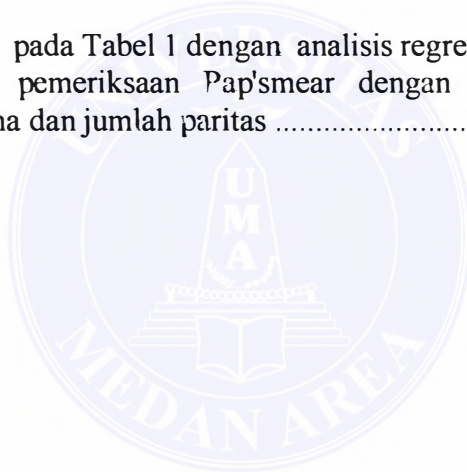 pada Tabel 1 dengan analisis regre
pemeriksaan Pap'smear dengan
na dan jumlah paritas ........................
UNIVERSITAS
UMA
MEDAN AREA